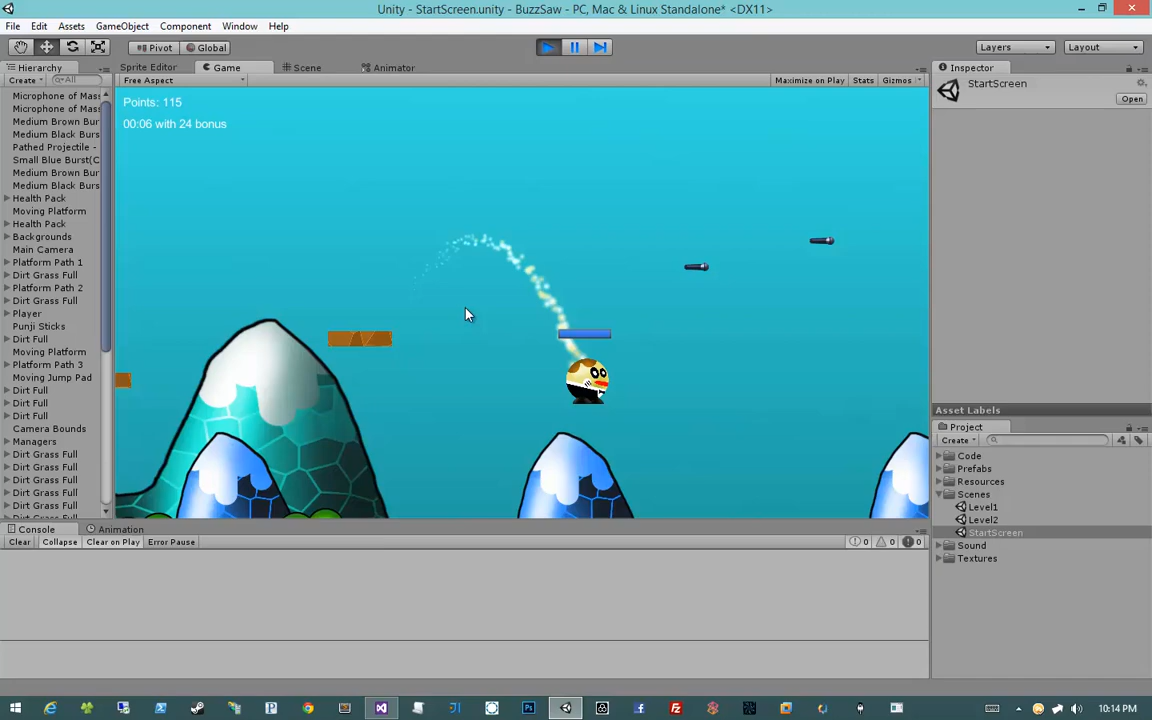 Unity - StartScreen.unity - BuzzSaw - PC, Mac & Linux Standalone* <DX11>
File Edit Assets GameObject Component Window Help
Pivot Global Layers Layout
Hierarchy Sprite Editor Game Scene Animator Inspector
Create All Free Aspect Maximize on Play Stats Gizmos StartScreen
Open
Microphone of Mass
Microphone of Mass
Medium Brown Bur
Medium Black Burs
Pathed Projectile -
Small Blue Burst(C
Medium Brown Bur
Medium Black Burs
Health Pack
Moving Platform
Health Pack
Backgrounds
Main Camera
Platform Path 1
Dirt Grass Full
Platform Path 2
Dirt Grass Full
Player
Punji Sticks
Dirt Full
Moving Platform
Platform Path 3
Moving Jump Pad
Dirt Full
Dirt Full
Dirt Full
Camera Bounds
Managers
Dirt Grass Full
Dirt Grass Full
Dirt Grass Full
Dirt Grass Full
Dirt Grass Full
Points: 115
00:06 with 24 bonus
Asset Labels
Project
Create
Code
Prefabs
Resources
Scenes
Level1
Level2
StartScreen
Sound
Textures
Console Animation
Clear Collapse Clear on Play Error Pause 0 0 0
10:14 PM